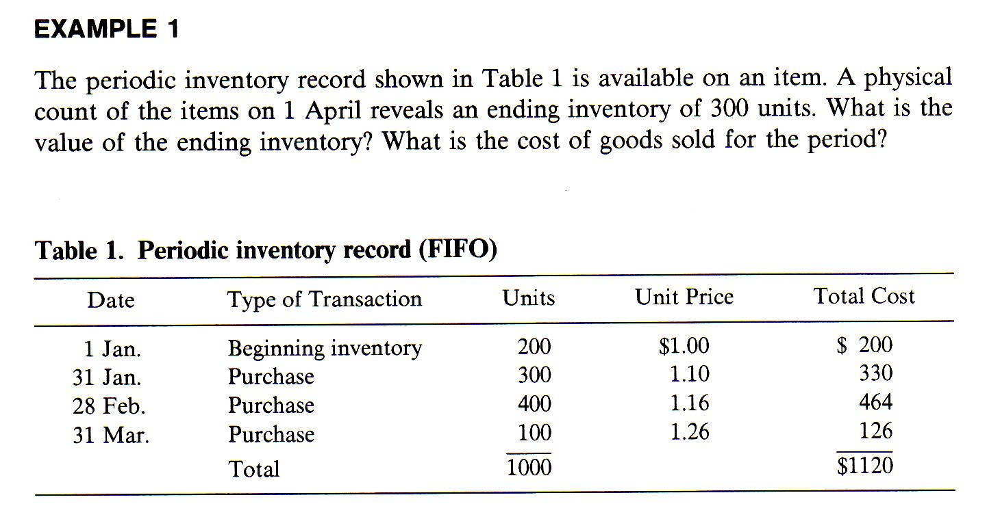 EXAMPLE 1
The periodic inventory record shown in Table 1 is available on an item. A physical
count of the items on 1 April reveals an ending inventory of 300 units. What is the
value of the ending inventory? What is the cost of goods sold for the period?
Table 1. Periodic inventory record (FIFO)
Date Type of Transaction Units Unit Price Total Cost
1 Jan. Beginning inventory 200 $1.00 $ 200
31 Jan. Purchase 300 1.10 330
28 Feb. Purchase 400 1.16 464
31 Mar. Purchase 100 1.26 126
Total 1000 $1120